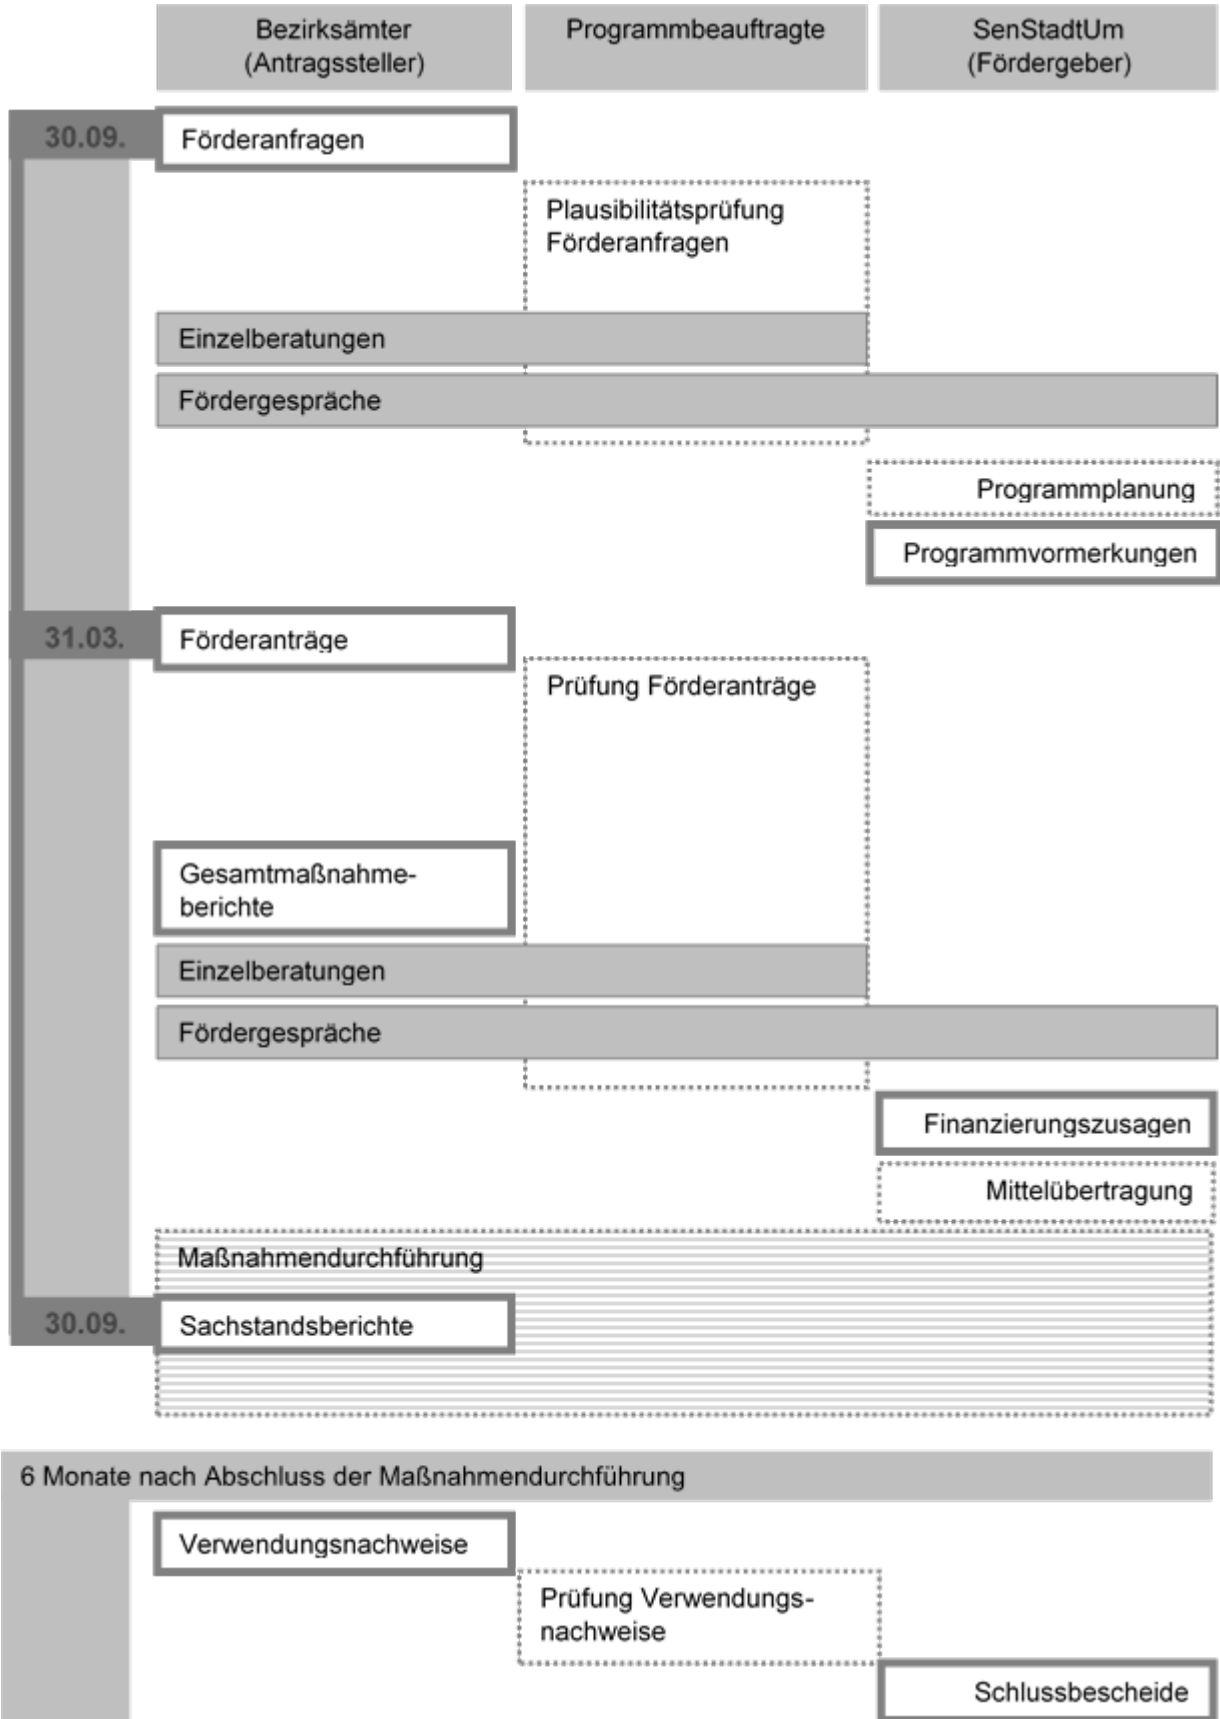 Bezirksämter
(Antragssteller)
Programmbeauftragte
SenStadtUm
(Fördergeber)
30.09.
Förderanfragen
Plausibilitätsprüfung
Förderanfragen
Einzelberatungen
Fördergespräche
Programmplanung
Programmvormerkungen
31.03.
Förderanträge
Prüfung Förderanträge
Gesamtmaßnahme-
berichte
Einzelberatungen
Fördergespräche
Finanzierungszusagen
Mittelübertragung
Maßnahmendurchführung
30.09.
Sachstandsberichte
6 Monate nach Abschluss der Maßnahmendurchführung
Verwendungsnachweise
Prüfung Verwendungs-
nachweise
Schlussbescheide